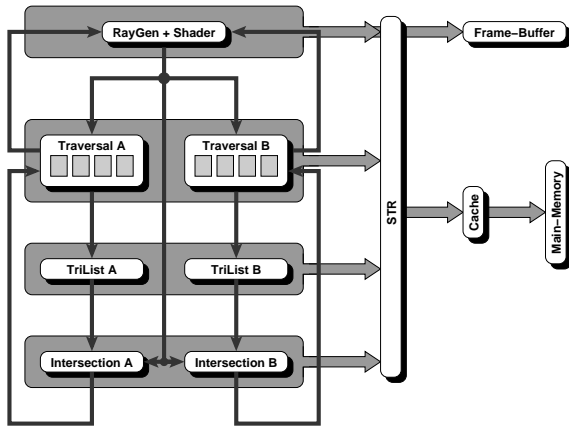 RayGen + Shader
Frame–Buffer
Traversal A
Traversal B
STR
Cache
Main–Memory
TriList A
TriList B
Intersection A
Intersection B